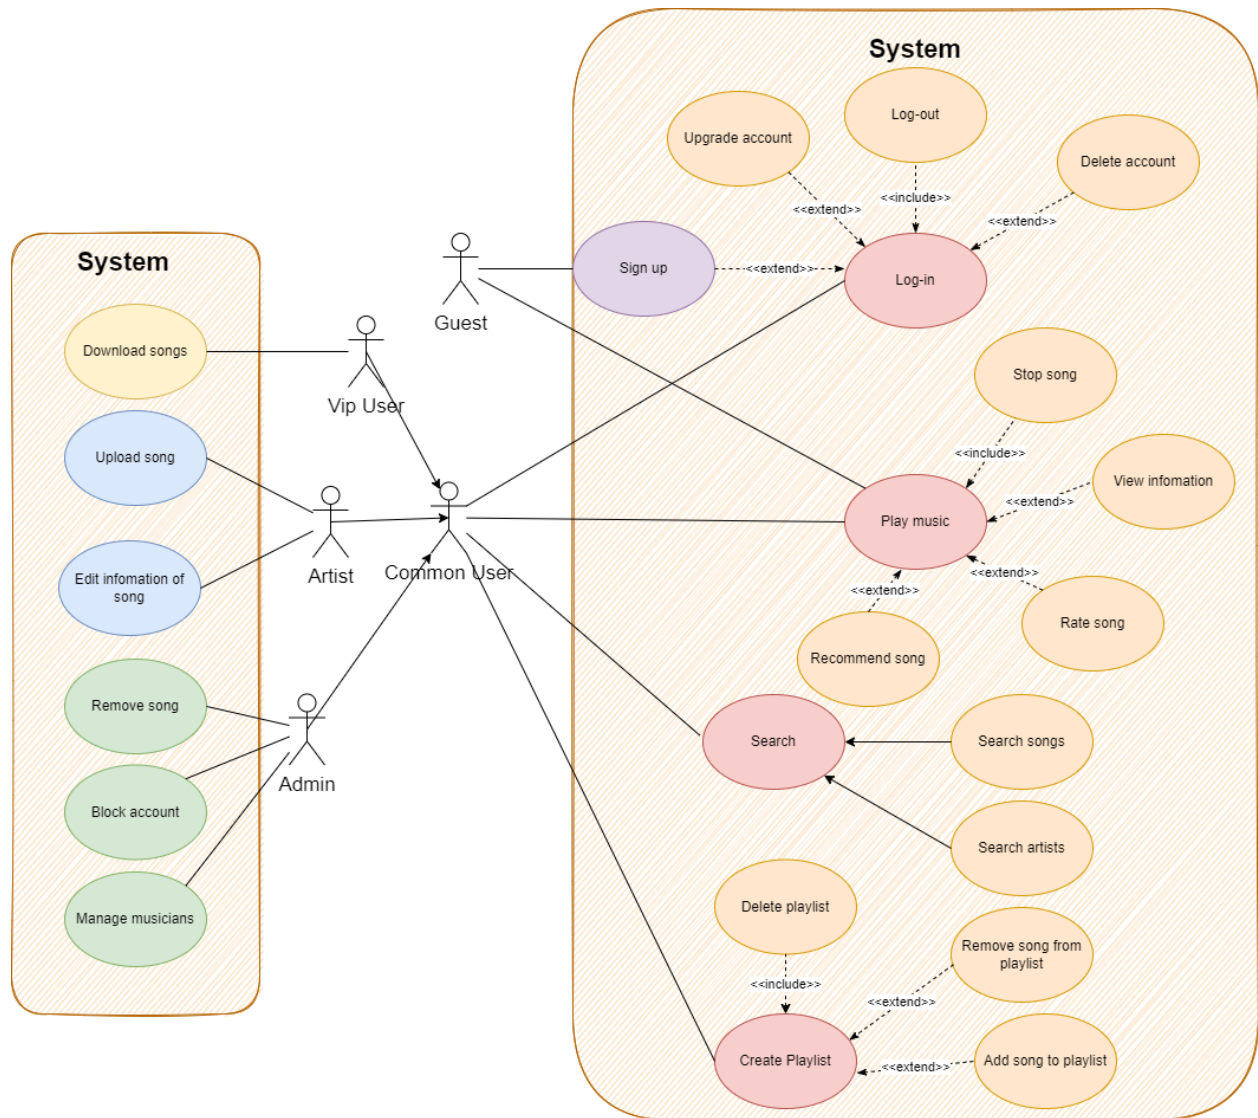 System
Log-out
Upgrade account
Delete account
<<extend>>
<<include>>
<<extend>>
System
Sign up
<<extend>>
Log-in
Guest
Download songs
Vip User
Stop song
Upload song
<<include>>
View infomation
<<extend>>
Play music
Artist
Common User
Edit infomation of
song
<<extend>>
<<extend>>
Rate song
Recommend song
Remove song
Search
Search songs
Admin
Block account
Search artists
Delete playlist
Manage musicians
Remove song from
playlist
<<include>>
<<extend>>
Create Playlist
<<extend>>
Add song to playlist